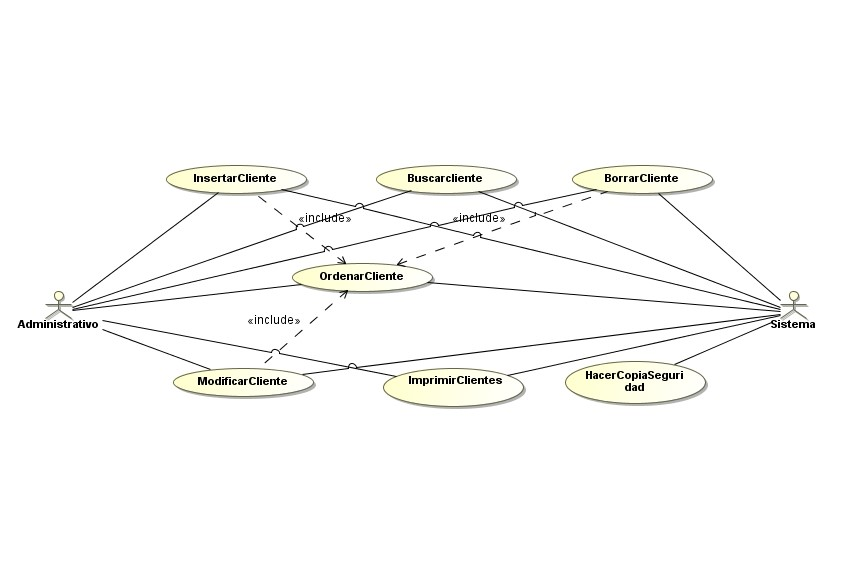 InsertarCliente
Buscarcliente
BorrarCliente
«include»
«include»
OrdenarCliente
Administrativo
Sistema
«include»
ModificarCliente
ImprimirClientes
HacerCopiaSeguri
dad